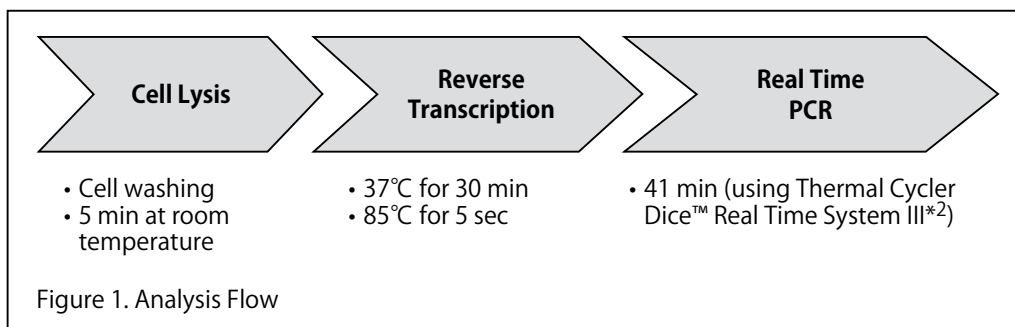 Cell Lysis
• Cell washing
• 5 min at room
temperature
Reverse
Transcription
• 37℃ for 30 min
• 85℃ for 5 sec
Real Time
PCR
• 41 min (using Thermal Cycler
Dice™ Real Time System III*2)
Figure 1. Analysis Flow